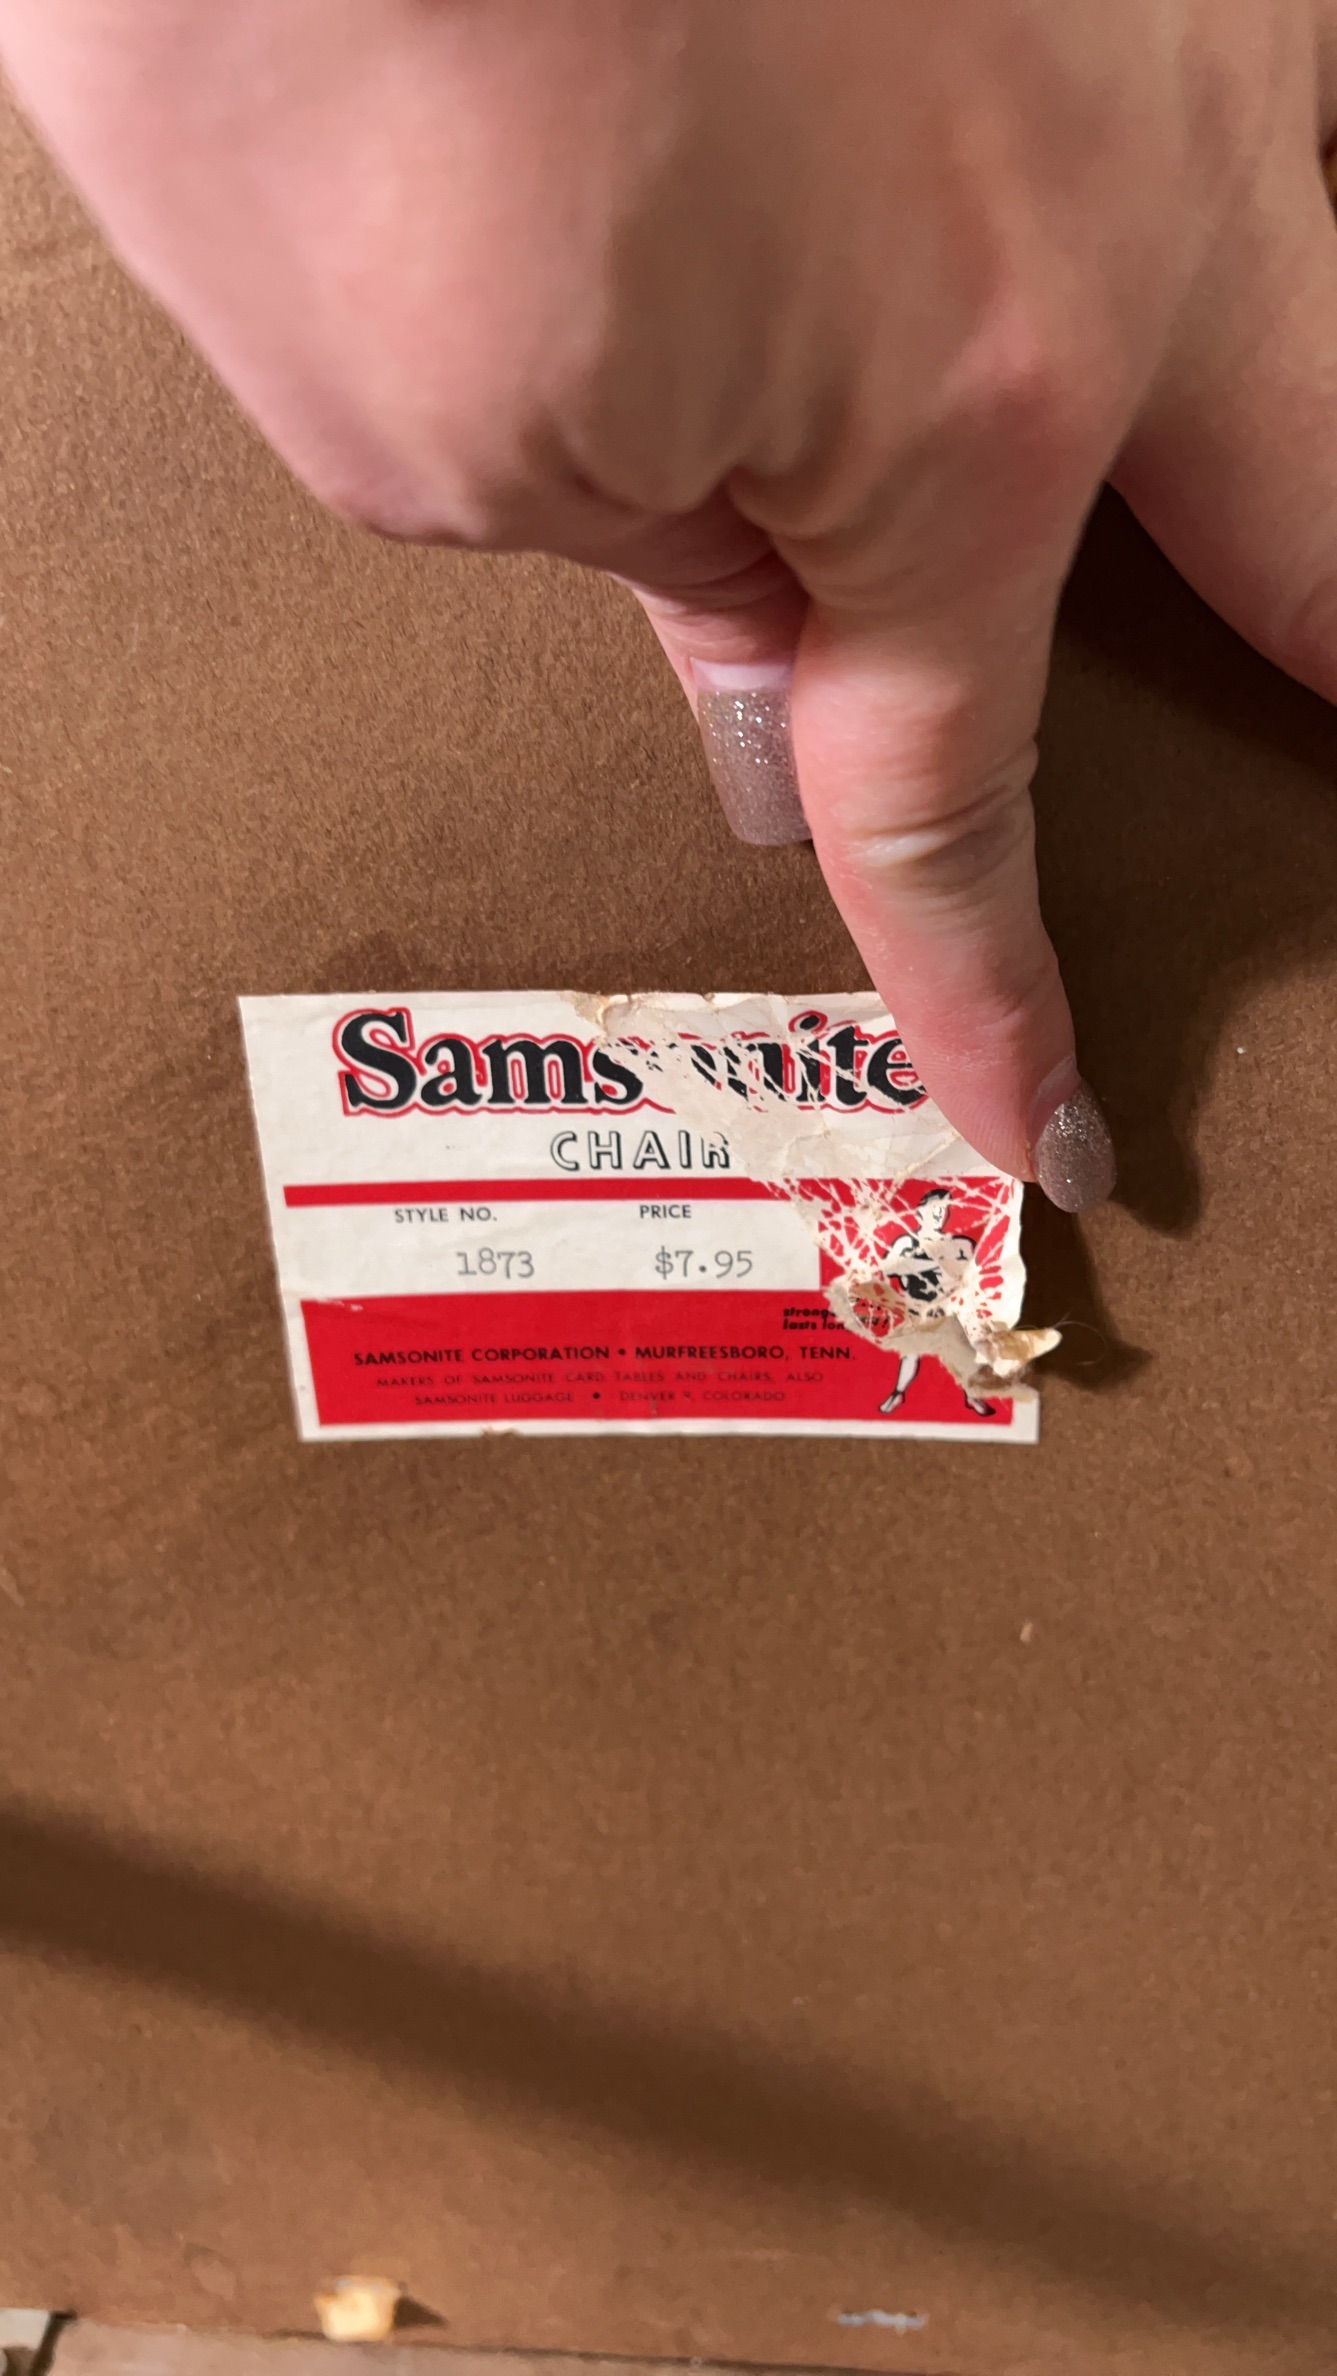 Samsonite
CHAIR
STYLE NO. PRICE
1873 $7.95
SAMSONITE CORPORATION • MURFREESBORO, TENN.
MAKERS OF SAMSONITE CARD TABLES AND CHAIRS, ALSO
SAMSONITE LUGGAGE • DENVER 9, COLORADO